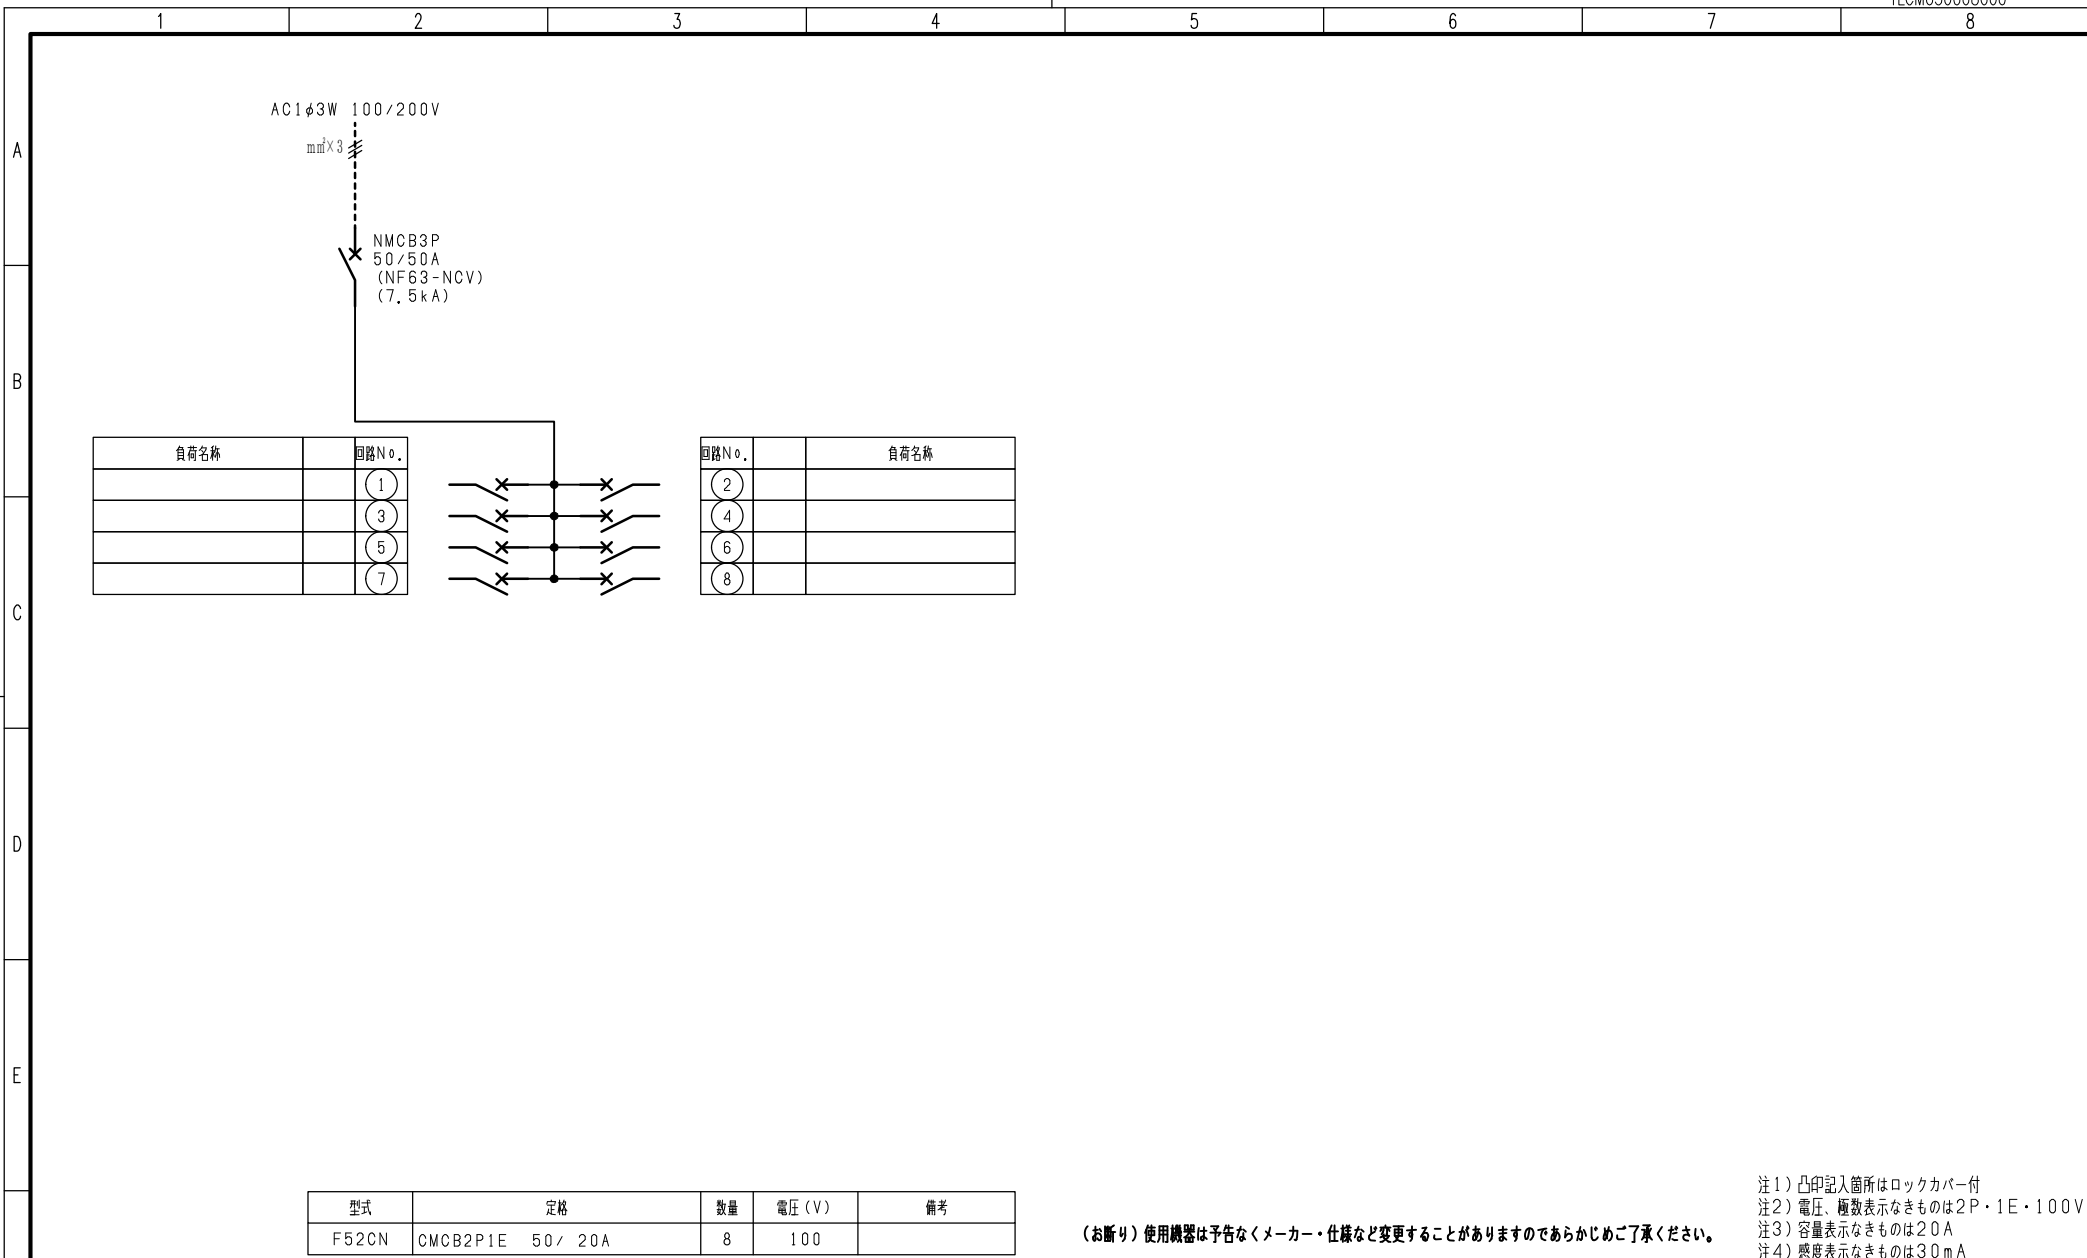 1 2 3 4 5 6 7 8
A
B
C
D
E
AC1φ3W 100/200V
mm²×3
NMCB3P
50/50A
(NF63-NCV)
(7.5kA)
負荷名称 回路No.
1
3
5
7
回路No. 負荷名称
2
4
6
8
型式 定格 数量 電圧(V) 備考
F52CN CMCB2P1E 50/ 20A 8 100
(お断り)使用機器は予告なくメーカー・仕様など変更することがありますのであらかじめご了承ください。
注1)凸印記入箇所はロックカバー付
注2)電圧、極数表示なきものは2P・1E・100V
注3)容量表示なきものは20A
注4)感度表示なきものは30mA